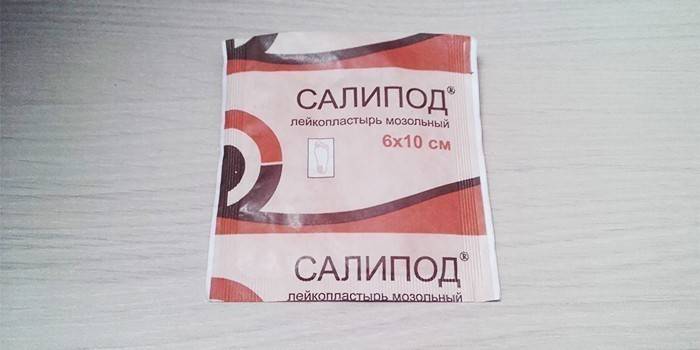 САЛИПОД®
лейкопластырь мозольный
6х10 см
САЛИПОД®
лейкопластырь мозольный